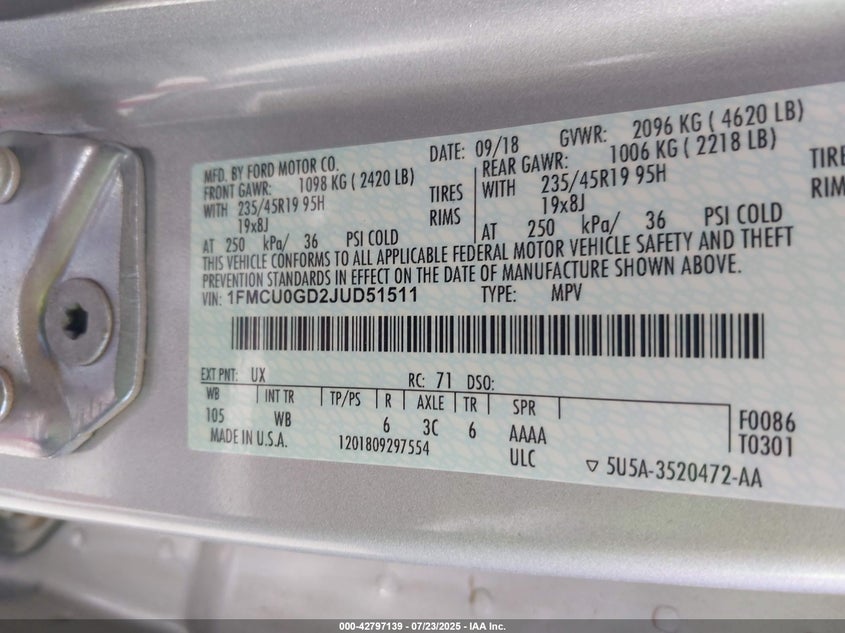 MFD. BY FORD MOTOR CO.
DATE: 09/18 GVWR: 2096 KG ( 4620 LB)
FRONT GAWR: 1098 KG ( 2420 LB)
REAR GAWR: 1006 KG ( 2218 LB)
WITH 235/45R19 95H TIRES
WITH 235/45R19 95H TIRE
19x8J RIMS
19x8J RIM
AT 250 kPa/ 36 PSI COLD
AT 250 kPa/ 36 PSI COLD
THIS VEHICLE CONFORMS TO ALL APPLICABLE FEDERAL MOTOR VEHICLE SAFETY AND THEFT
PREVENTION STANDARDS IN EFFECT ON THE DATE OF MANUFACTURE SHOWN ABOVE.
VIN: 1FMCU0GD2JUD51511 TYPE: MPV
EXT PNT: UX RC: 71 DSO:
WB INT TR TP/PS R AXLE TR SPR
105 WB 6 3C 6 AAAA F0086
MADE IN U.S.A. 1201809297554 ULC T0301
▽ 5U5A-3520472-AA
000-42797139 - 07/23/2025 - IAA Inc.